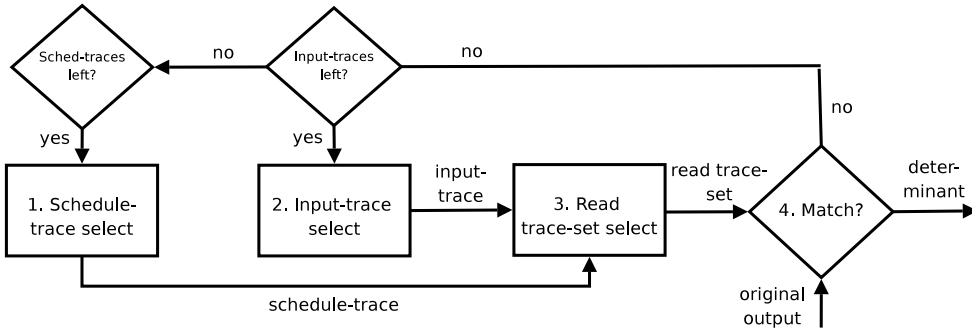 Sched-traces
left?
no
Input-traces
left?
no
yes
yes
no
1. Schedule-
trace select
2. Input-trace
select
input-
trace
3. Read
trace-set select
read trace-
set
4. Match?
deter-
minant
schedule-trace
original
output